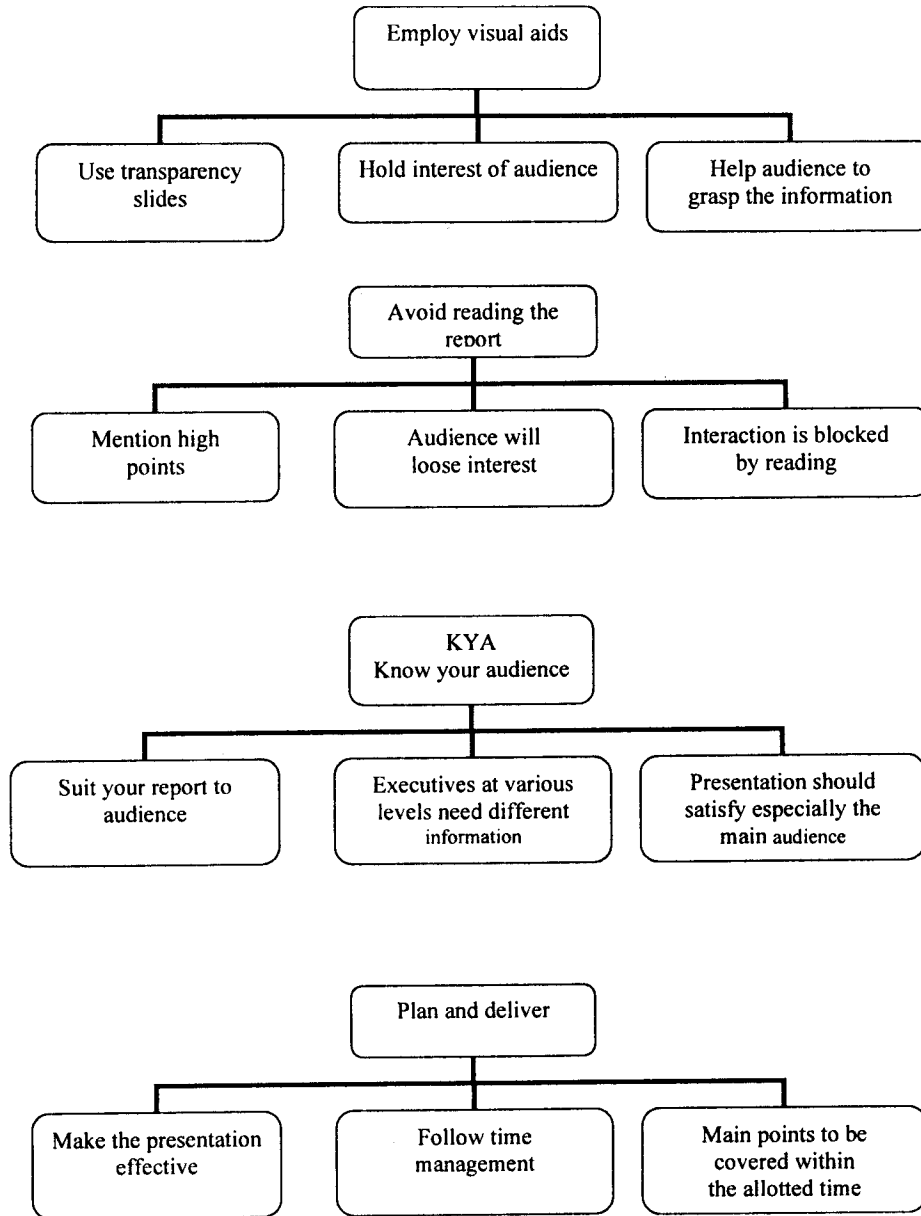 Employ visual aids
Use transparency
slides
Hold interest of audience
Help audience to
grasp the information
Avoid reading the
report
Mention high
points
Audience will
loose interest
Interaction is blocked
by reading
KYA
Know your audience
Suit your report to
audience
Executives at various
levels need different
information
Presentation should
satisfy especially the
main audience
Plan and deliver
Make the presentation
effective
Follow time
management
Main points to be
covered within
the allotted time